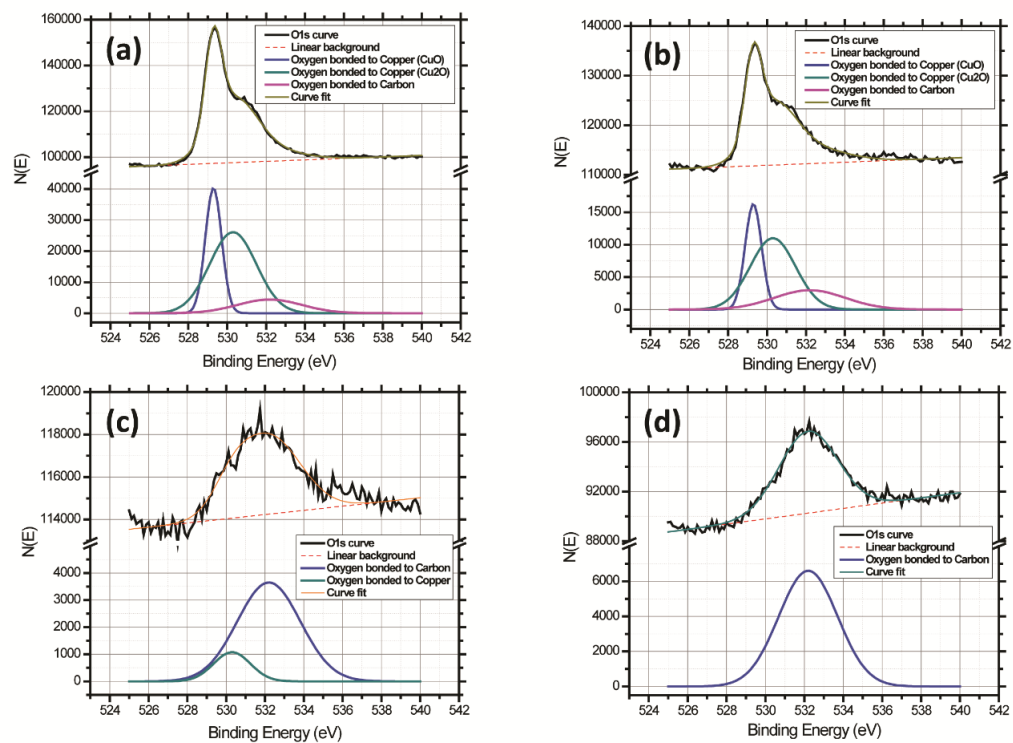 (a)
O1s curve
Linear background
Oxygen bonded to Copper (CuO)
Oxygen bonded to Copper (Cu2O)
Oxygen bonded to Carbon
Curve fit
160000
140000
120000
100000
40000
30000
20000
10000
0
N(E)
524 526 528 530 532 534 536 538 540 542
Binding Energy (eV)
(b)
O1s curve
Linear background
Oxygen bonded to Copper (CuO)
Oxygen bonded to Copper (Cu2O)
Oxygen bonded to Carbon
Curve fit
140000
130000
120000
110000
15000
10000
5000
0
N(E)
524 526 528 530 532 534 536 538 540 542
Binding Energy (eV)
(c)
120000
118000
116000
114000
O1s curve
Linear background
Oxygen bonded to Carbon
Oxygen bonded to Copper
Curve fit
4000
3000
2000
1000
0
N(E)
524 526 528 530 532 534 536 538 540 542
Binding Energy (eV)
(d)
100000
96000
92000
88000
O1s curve
Linear background
Oxygen bonded to Carbon
Curve fit
6000
4000
2000
0
N(E)
524 526 528 530 532 534 536 538 540 542
Binding Energy (eV)